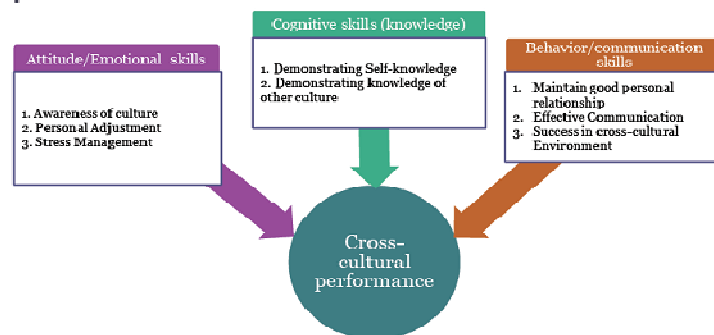 Attitude/Emotional skills
1. Awareness of culture
2. Personal Adjustment
3. Stress Management
Cognitive skills (knowledge)
1. Demonstrating Self-knowledge
2. Demonstrating knowledge of
other culture
Behavior/communication
skills
1. Maintain good personal
relationship
2. Effective Communication
3. Success in cross-cultural
Environment
Cross-
cultural
performance